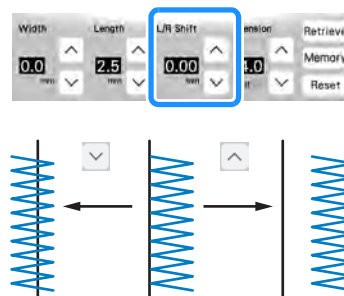 Width Length L/R Shift ension Retrieve
0.0 2.5 0.00 4.0 Memory
mm mm mm Reset